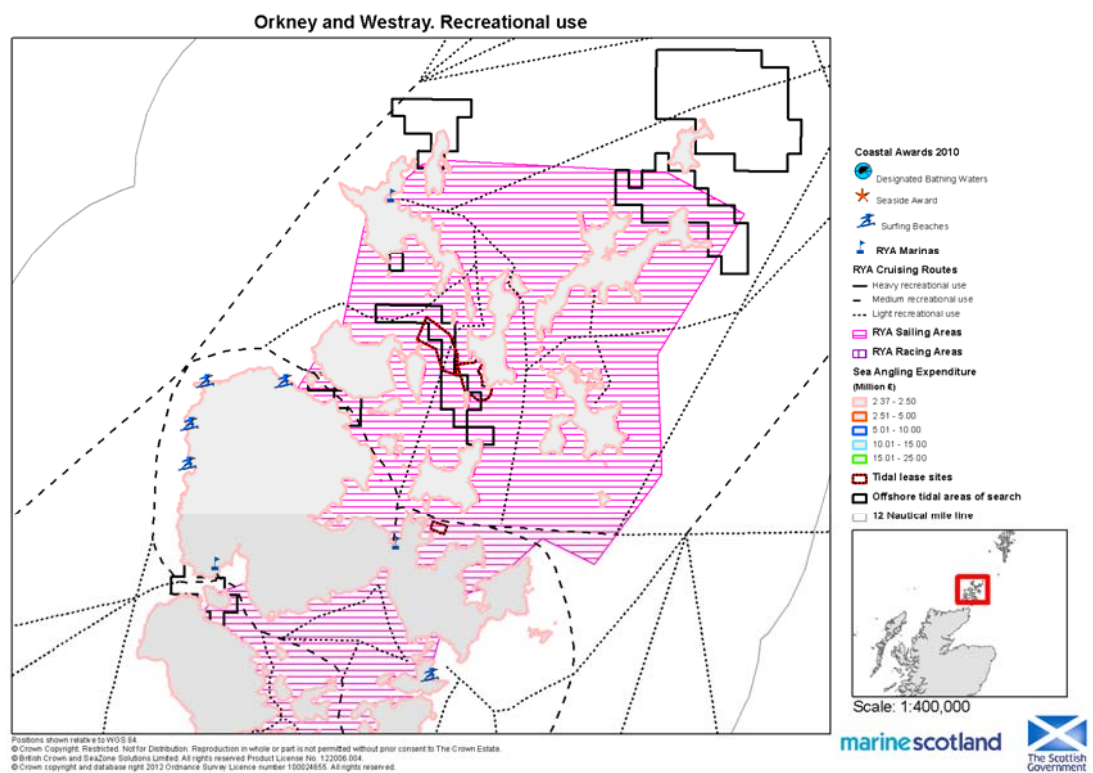 Orkney and Westray. Recreational use
Coastal Awards 2010
Designated Bathing Waters
Seaside Award
Surfing Beaches
RYA Marinas
RYA Cruising Routes
Heavy recreational use
Medium recreational use
Light recreational use
RYA Sailing Areas
RYA Racing Areas
Sea Angling Expenditure
(Million £)
2.37 - 2.50
2.51 - 5.00
5.01 - 10.00
10.01 - 15.00
15.01 - 25.00
Tidal lease sites
Offshore tidal areas of search
12 Nautical mile line
Scale: 1:400,000
Positions shown relative to WGS 84.
© Crown Copyright. Restricted. Not for Distribution. Reproduction in whole or part is not permitted without prior consent to The Crown Estate.
© British Crown and SeaZone Solutions Limited. All rights reserved Product License No. 122006.004.
© Crown copyright and database right 2012 Ordnance Survey Licence number 100024655. All rights reserved.
marinescotland
The Scottish
Government